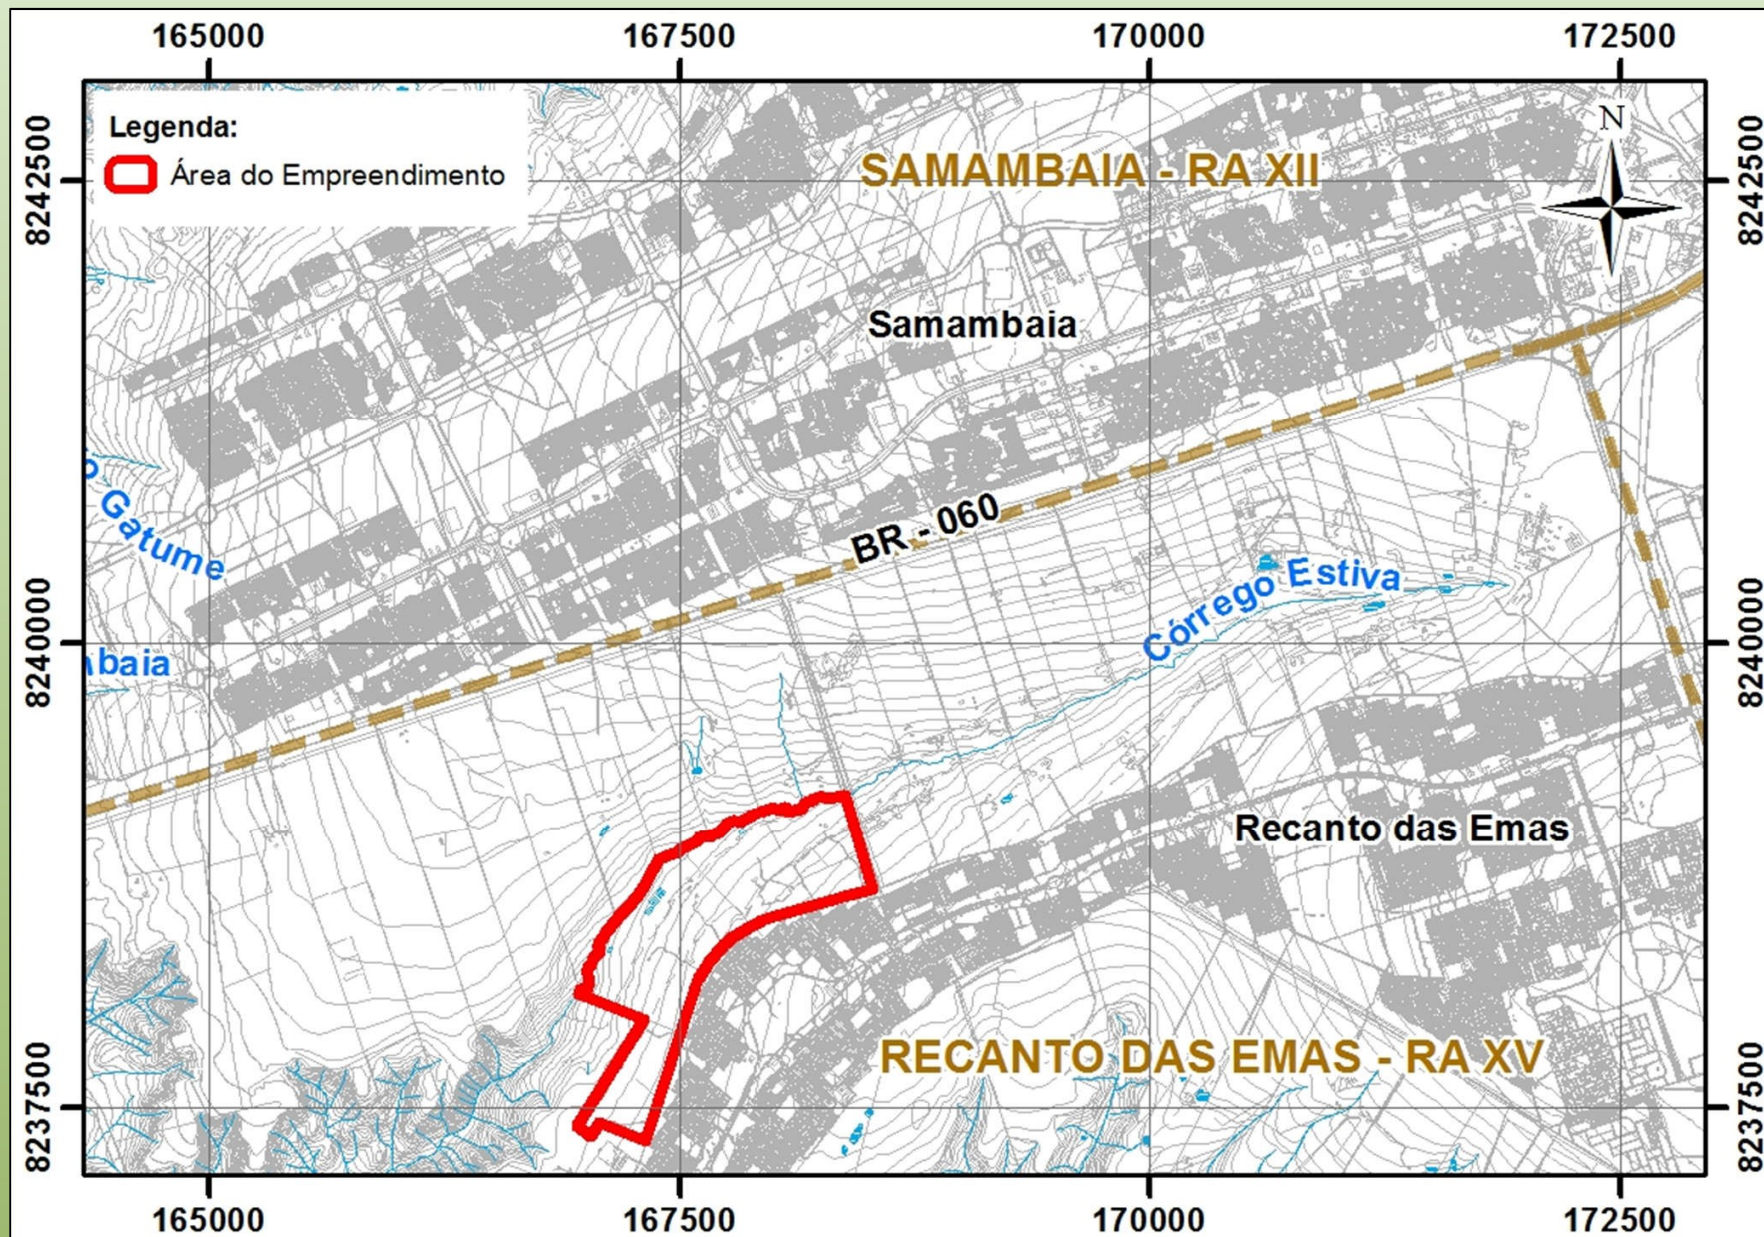 165000 167500 170000 172500
Legenda:
Área do Empreendimento
N
SAMAMBAIA - RA XII
8242500
8242500
Samambaia
Gatume
BR - 060
Córrego Estiva
8240000
8240000
baia
Recanto das Emas
RECANTO DAS EMAS - RA XV
8237500
8237500
165000 167500 170000 172500